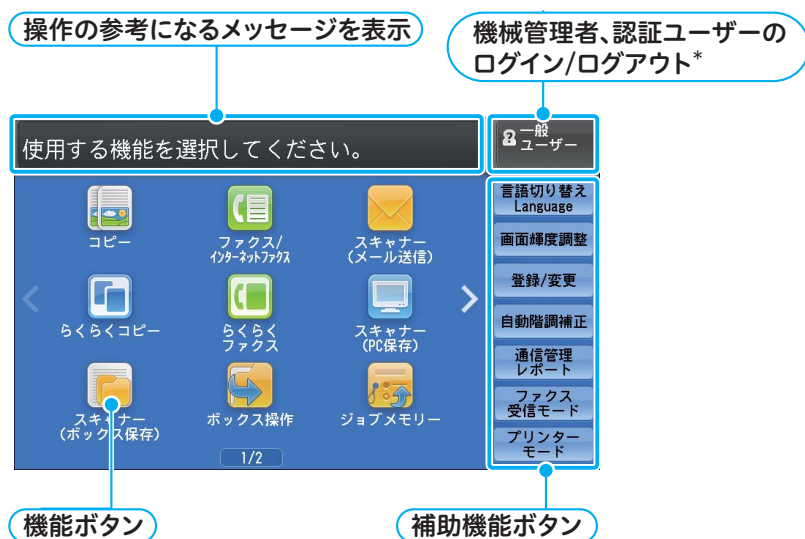 操作の参考になるメッセージを表示
機械管理者、認証ユーザーの
ログイン/ログアウト*
使用する機能を選択してください。
一般
ユーザー
コピー
ファクス/
インターネットファクス
スキャナー
(メール送信)
らくらくコピー
らくらく
ファクス
スキャナー
(PC保存)
スキャナー
(ボックス保存)
ボックス操作
ジョブメモリー
1/2
言語切り替え
Language
画面輝度調整
登録/変更
自動階調補正
通信管理
レポート
ファクス
受信モード
プリンター
モード
機能ボタン
補助機能ボタン